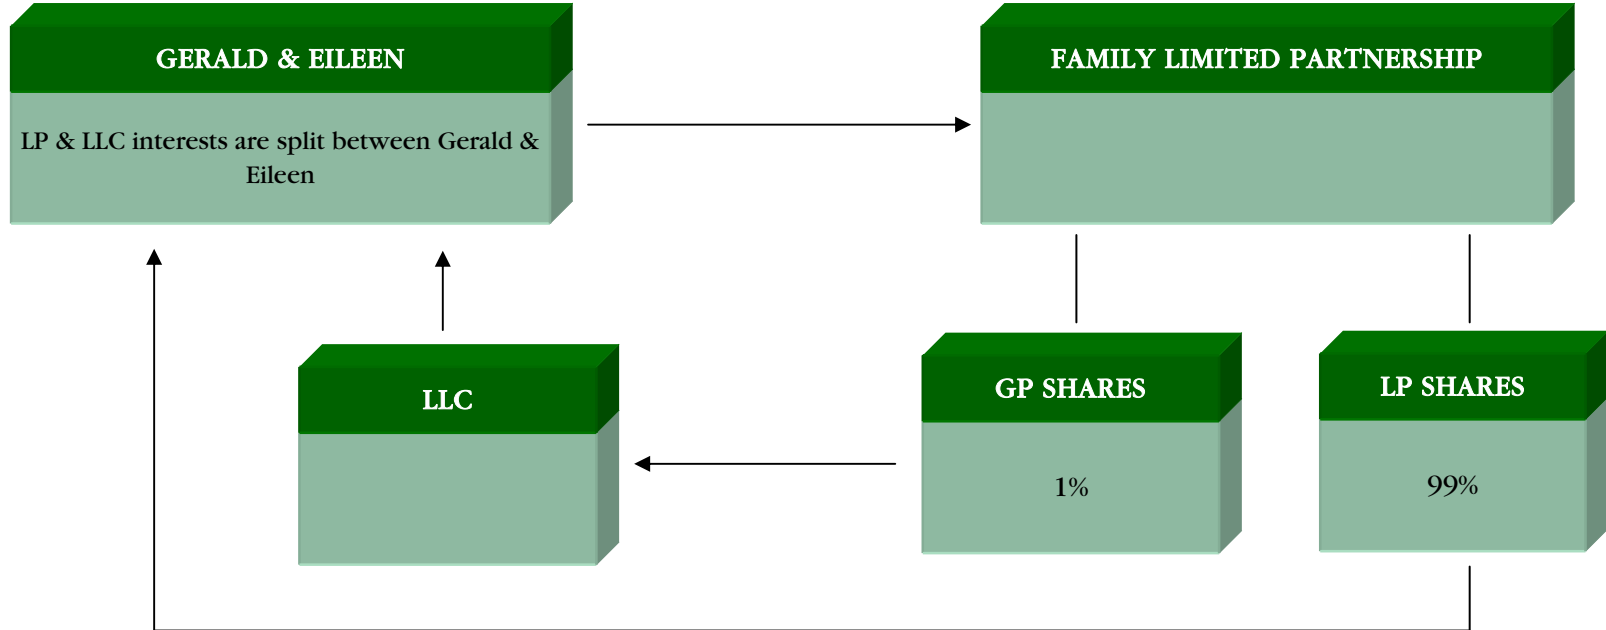 GERALD & EILEEN
FAMILY LIMITED PARTNERSHIP
LP & LLC interests are split between Gerald &
Eileen
LLC
GP SHARES
LP SHARES
1%
99%